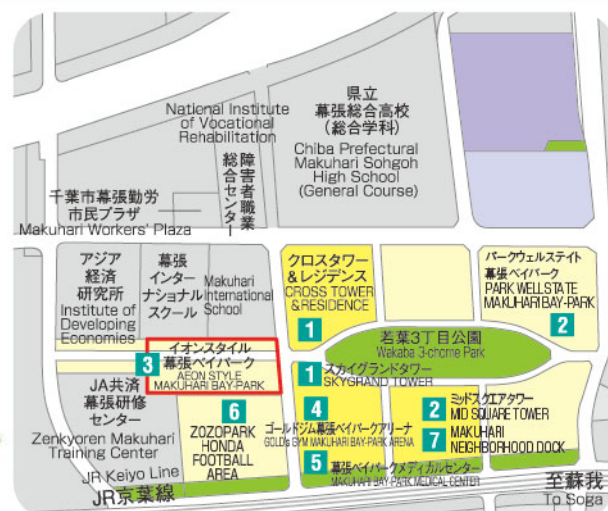 National Institute
of Vocational
Rehabilitation
障害者職業
総合センター
県立
幕張総合高校
(総合学科)
Chiba Prefectural
Makuhari Sohgoh
High School
(General Course)
千葉市幕張勤労
市民プラザ
Makuhari Workers' Plaza
アジア
経済
研究所
Institute of
Developing
Economies
幕張
インター
ナショナル
スクール
Makuhari
International
School
クロスタワー
&レジデンス
CROSS TOWER
&RESIDENCE
1
パークウェルステイト
幕張ベイパーク
PARK WELLSTATE
MAKUHARI BAY-PARK
2
若葉3丁目公園
Wakaba 3-chome Park
3
イオンスタイル
幕張ベイパーク
AEON STYLE
MAKUHARI BAY-PARK
1
スカイグランドタワー
SKYGRAND TOWER
JA共済
幕張研修
センター
Zenkyoren Makuhari
Training Center
6
ZOZOPARK
HONDA
FOOTBALL
AREA
4
ゴールドジム幕張ベイパークアリーナ
GOLD's GYM MAKUHARI BAY-PARK ARENA
2
ミッドスクエアタワー
MID SQUARE TOWER
7
MAKUHARI
NEIGHBORHOOD DOCK
5
幕張ベイパークメディカルセンター
MAKUHARI BAY-PARK MEDICAL CENTER
JR Keiyo Line
JR京葉線
至蘇我
To Soga